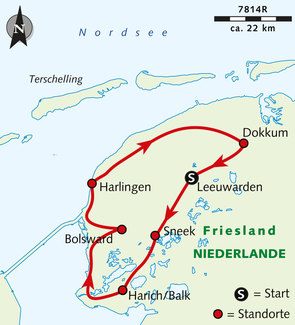 7814R
ca. 22 km
N
Nordsee
Terschelling
Dokkum
Harlingen
S
Leeuwarden
Bolsward
Sneek
Friesland
NIEDERLANDE
Harich/Balk
S = Start
= Standorte